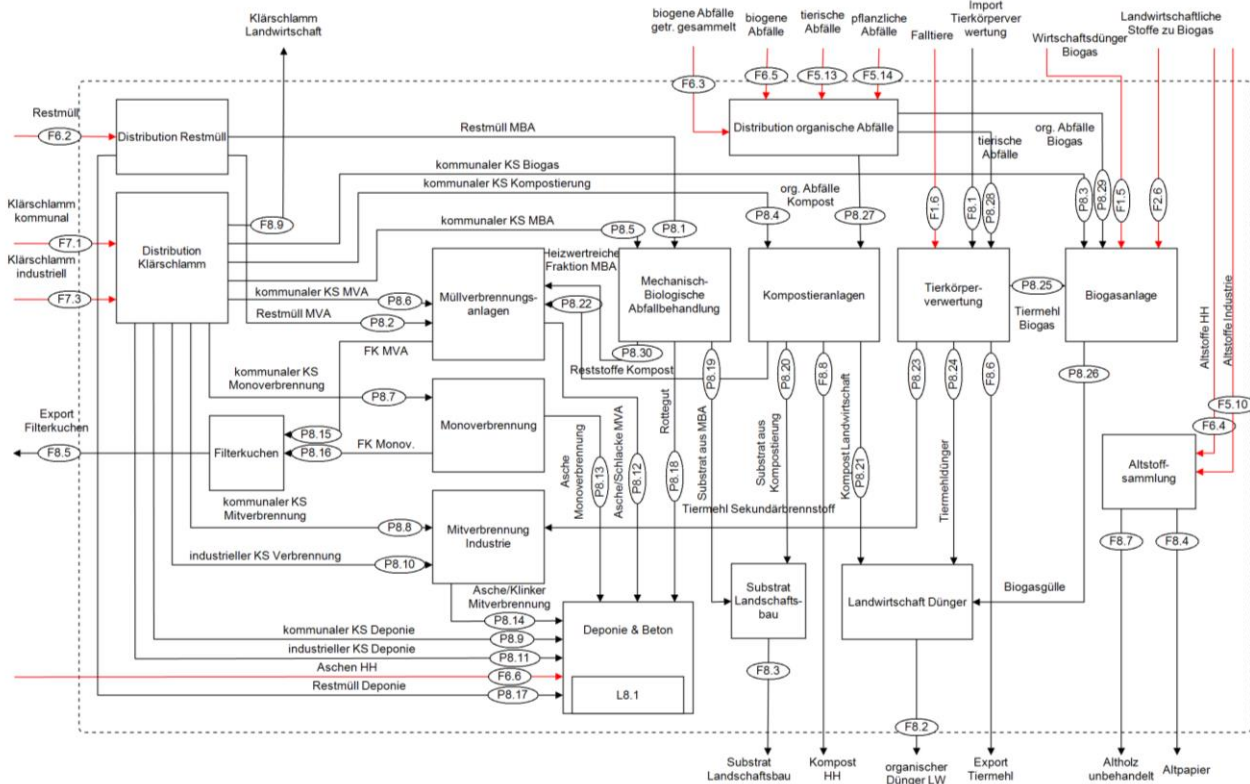 Klärschlamm
Landwirtschaft
biogene Abfälle
getr. gesammelt
biogene
Abfälle
tierische
Abfälle
pflanzliche
Abfälle
Falltiere
Import
Tierkörperver
wertung
Wirtschaftsdünger
Biogas
Landwirtschaftliche
Stoffe zu Biogas
F6.3
F6.5
F5.13
F5.14
Restmüll
F6.2
Distribution Restmüll
Restmüll MBA
Distribution organische Abfälle
tierische
Abfälle
org. Abfälle
Biogas
kommunaler KS Biogas
kommunaler KS Kompostierung
org. Abfälle
Kompost
Klärschlamm
kommunal
F7.1
Klärschlamm
industriell
F7.3
Distribution
Klärschlamm
F8.9
kommunaler KS MBA
P8.5
P8.1
P8.4
P8.27
F1.6
F8.1
P8.28
P8.3
P8.29
F1.5
F2.6
kommunaler KS MVA
P8.6
Restmüll MVA
P8.2
Müllverbrennungs-
anlagen
Heizwertreiche
Fraktion MBA
P8.22
Mechanisch-
Biologische
Abfallbehandlung
Kompostieranlagen
Tierkörper-
verwertung
P8.25
Tiermehl
Biogas
Biogasanlage
Altstoffe HH
Altstoffe Industrie
FK MVA
P8.30
Reststoffe Kompost
P8.19
P8.20
F8.8
P8.23
P8.24
F8.6
P8.26
kommunaler KS
Monoverbrennung
P8.7
Monoverbrennung
Export
Filterkuchen
F8.5
Filterkuchen
P8.15
P8.16
FK Monov.
Asche
Monoverbrennung
P8.13
Asche/Schlacke MVA
P8.12
Rottegut
P8.18
Substrat aus MBA
Substrat aus
Kompostierung
Kompost Landwirtschaft
P8.21
Tiermehldünger
F5.10
F6.4
Altstoff-
sammlung
kommunaler KS
Mitverbrennung
P8.8
Tiermehl Sekundärbrennstoff
Mitverbrennung
Industrie
industrieller KS Verbrennung
P8.10
F8.7
F8.4
Asche/Klinker
Mitverbrennung
P8.14
Substrat
Landschafts-
bau
Landwirtschaft Dünger
Biogasgülle
Deponie & Beton
kommunaler KS Deponie
P8.9
industrieller KS Deponie
P8.11
Aschen HH
F6.6
Restmüll Deponie
P8.17
L8.1
F8.3
F8.2
Substrat
Landschaftsbau
Kompost
HH
organischer
Dünger LW
Export
Tiermehl
Altholz
unbehandelt
Altpapier